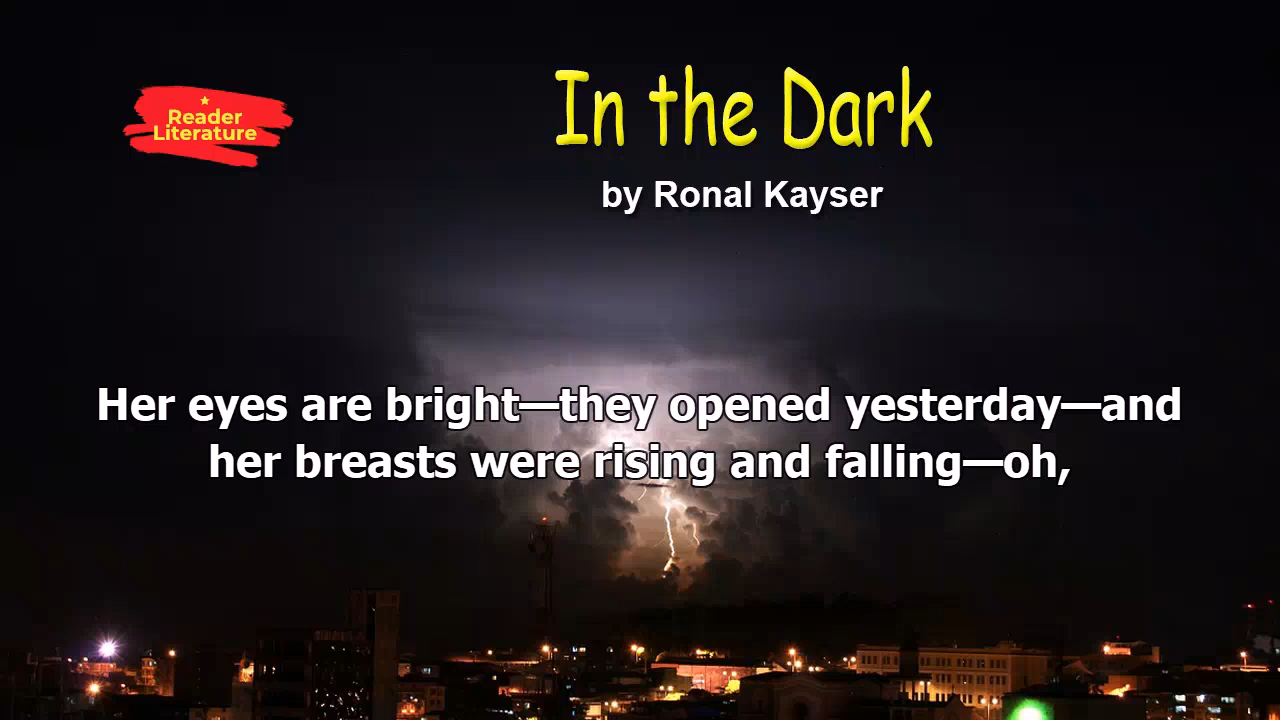 Reader
Literature
In the Dark
by Ronal Kayser
Her eyes are bright—they opened yesterday—and
her breasts were rising and falling—oh,